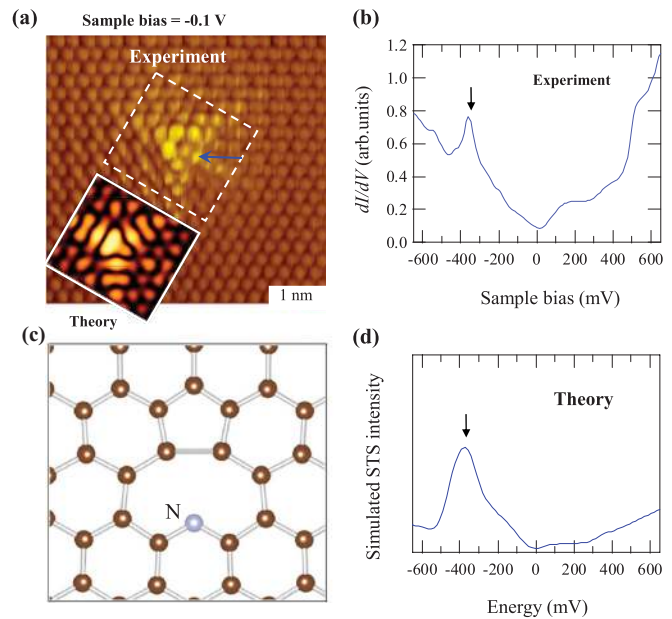 (a)
Sample bias = -0.1 V
Experiment
1 nm
Theory
(b)
1.2
1.0
0.8
0.6
0.4
0.2
0.0
dI/dV (arb.units)
Experiment
-600 -400 -200 0 200 400 600
Sample bias (mV)
(c)
N
(d)
Simulated STS intensity
Theory
-600 -400 -200 0 200 400 600
Energy (mV)